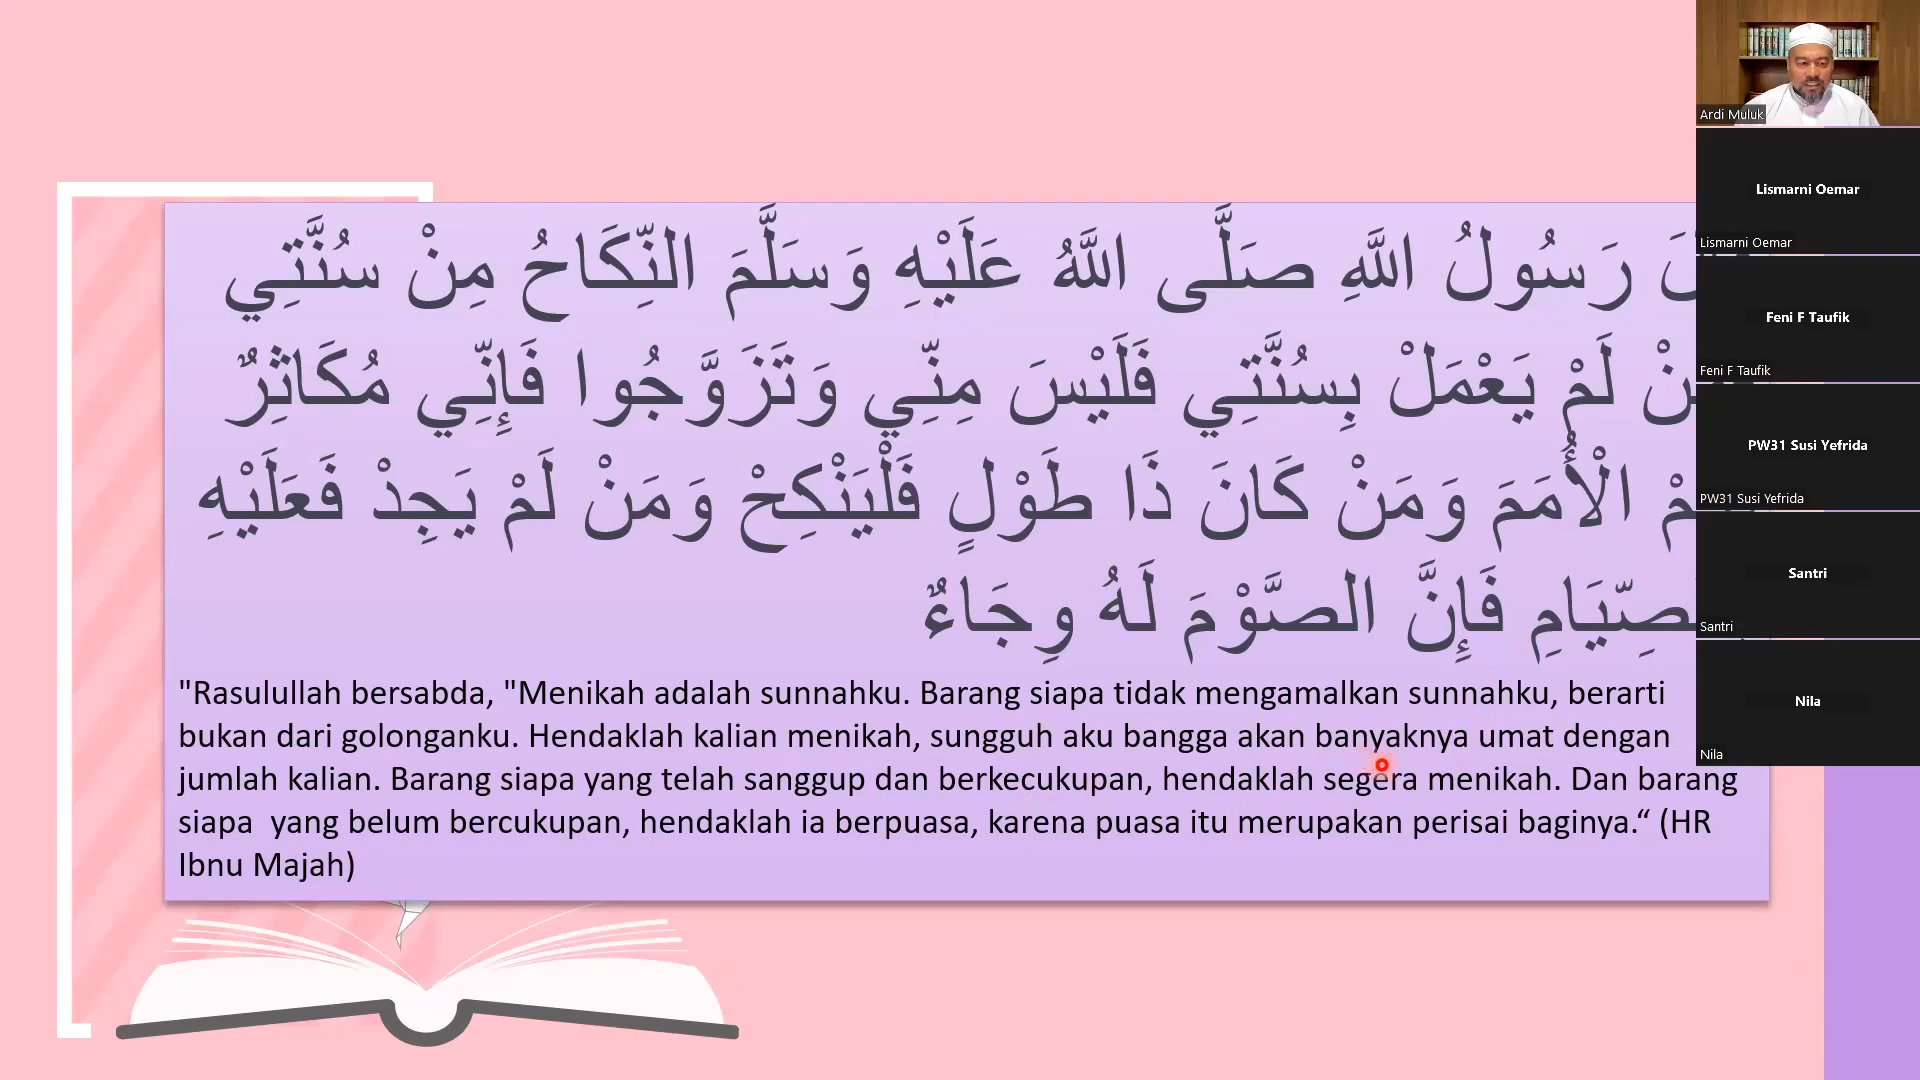 رَسُولُ اللَّهِ صَلَّى اللَّهُ عَلَيْهِ وَسَلَّمَ النِّكَاحُ مِنْ سُنَّتِي
لَمْ يَعْمَلْ بِسُنَّتِي فَلَيْسَ مِنِّي وَتَزَوَّجُوا فَإِنِّي مُكَاثِرٌ
الْأُمَمَ وَمَنْ كَانَ ذَا طَوْلٍ فَلْيَنْكِحْ وَمَنْ لَمْ يَجِدْ فَعَلَيْهِ
فَإِنَّ الصَّوْمَ لَهُ وِجَاءٌ
"Rasulullah bersabda, "Menikah adalah sunnahku. Barang siapa tidak mengamalkan sunnahku, berarti
bukan dari golonganku. Hendaklah kalian menikah, sungguh aku bangga akan banyaknya umat dengan
jumlah kalian. Barang siapa yang telah sanggup dan berkecukupan, hendaklah segera menikah. Dan barang
siapa  yang belum bercukupan, hendaklah ia berpuasa, karena puasa itu merupakan perisai baginya.“ (HR
Ibnu Majah)
Ardi Muluk
Lismarni Oemar
Lismarni Oemar
Feni F Taufik
Feni F Taufik
PW31 Susi Yefrida
PW31 Susi Yefrida
Santri
Santri
Nila
Nila